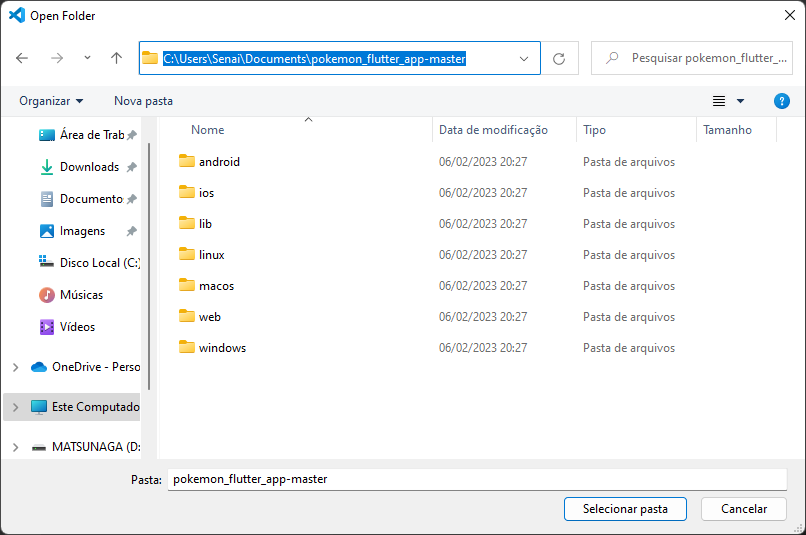 Open Folder
C:\Users\Senai\Documents\pokemon_flutter_app-master
Pesquisar pokemon_flutter_...
Organizar
Nova pasta
?
Nome
Data de modificação
Tipo
Tamanho
Área de Trab
Downloads
Documento
Imagens
Disco Local (C:)
Músicas
Vídeos
OneDrive - Perso
Este Computado
MATSUNAGA (D:
android 06/02/2023 20:27 Pasta de arquivos
ios 06/02/2023 20:27 Pasta de arquivos
lib 06/02/2023 20:27 Pasta de arquivos
linux 06/02/2023 20:27 Pasta de arquivos
macos 06/02/2023 20:27 Pasta de arquivos
web 06/02/2023 20:27 Pasta de arquivos
windows 06/02/2023 20:27 Pasta de arquivos
Pasta: pokemon_flutter_app-master
Selecionar pasta
Cancelar